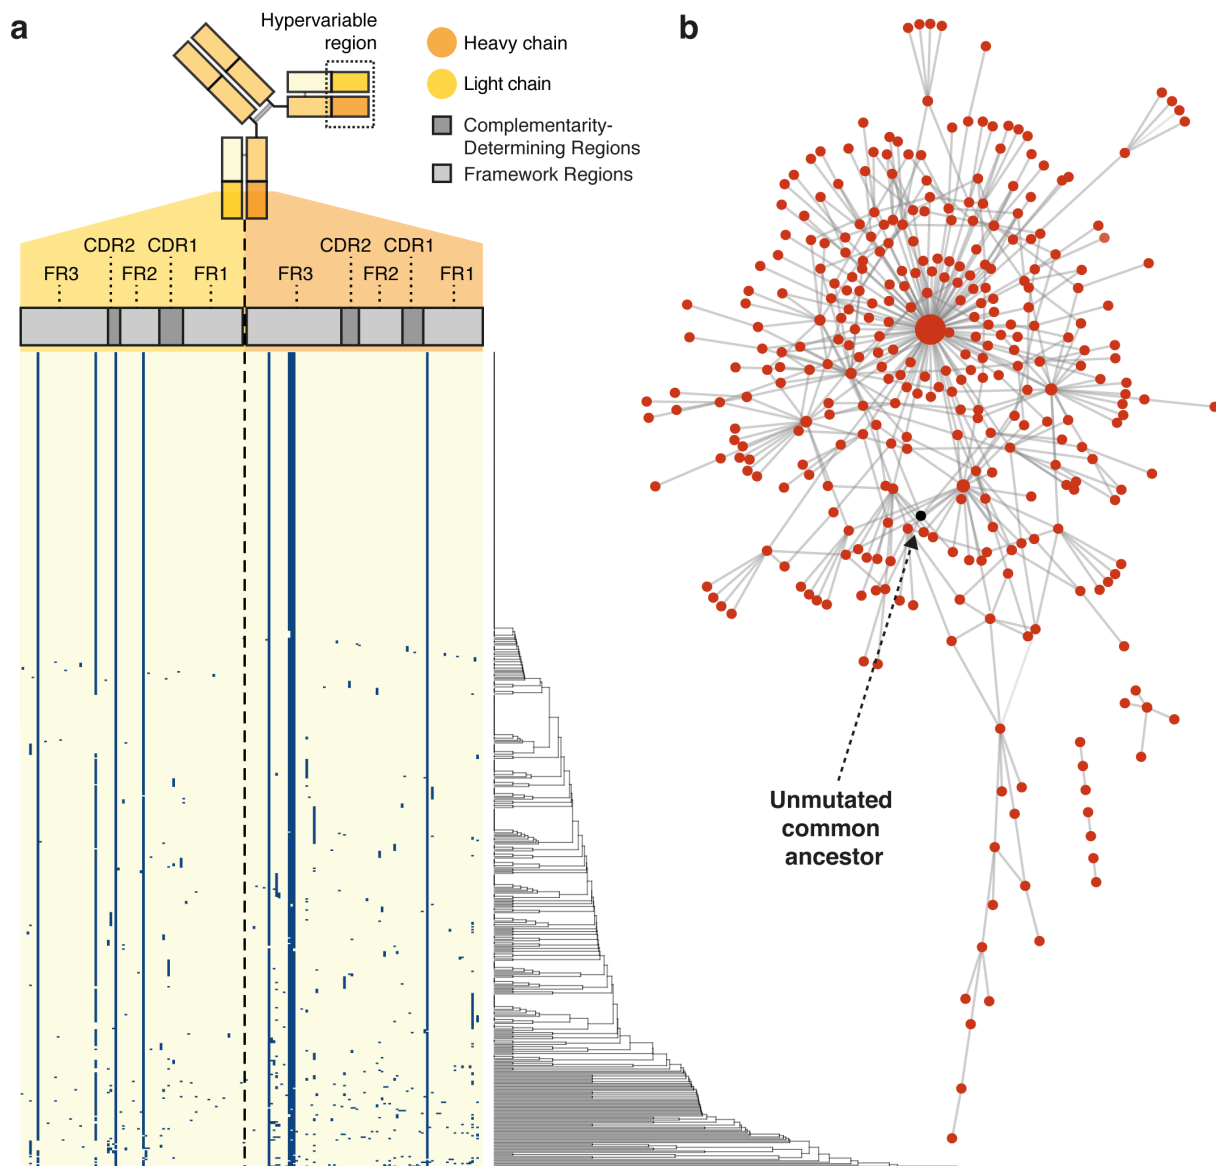 a
Hypervariable
region
Heavy chain
Light chain
Complementarity-
Determining Regions
Framework Regions
CDR2 CDR1 CDR2 CDR1
FR3 FR2 FR1 FR3 FR2 FR1
b
Unmutated
common
ancestor